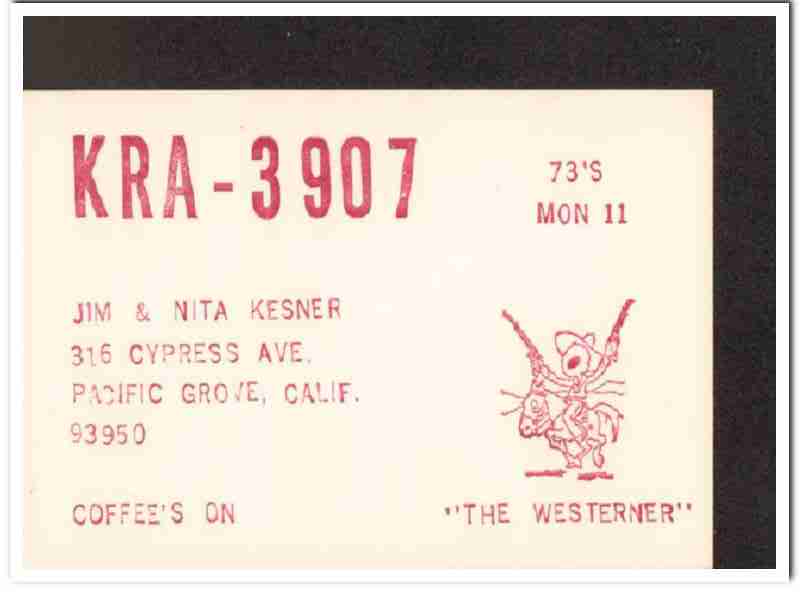 KRA-3907
73'S
MON 11
JIM & NITA KESNER
316 CYPRESS AVE.
PACIFIC GROVE, CALIF.
93950
COFFEE'S ON
"THE WESTERNER"